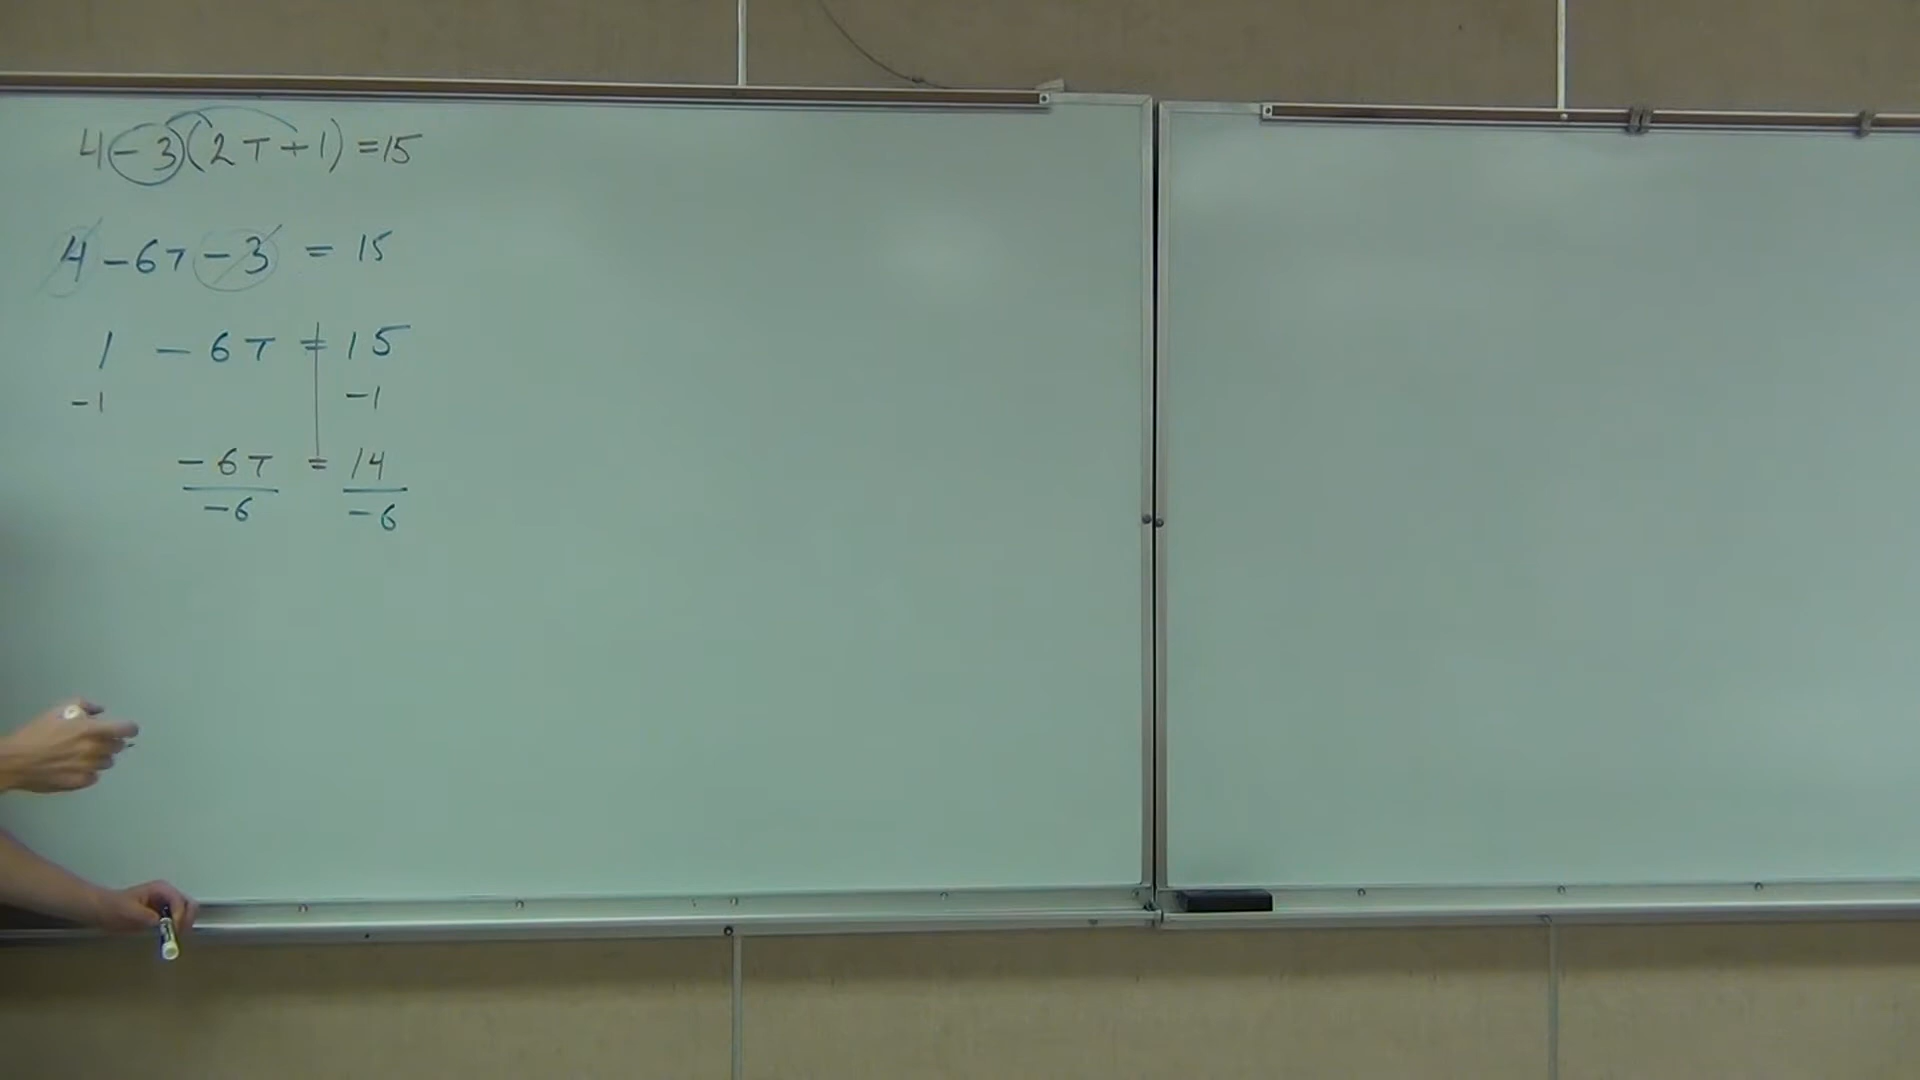 4-3(2T+1)=15
4-6T-3 = 15
1 - 6T = 15
-1 -1
-6T = 14
-6 -6